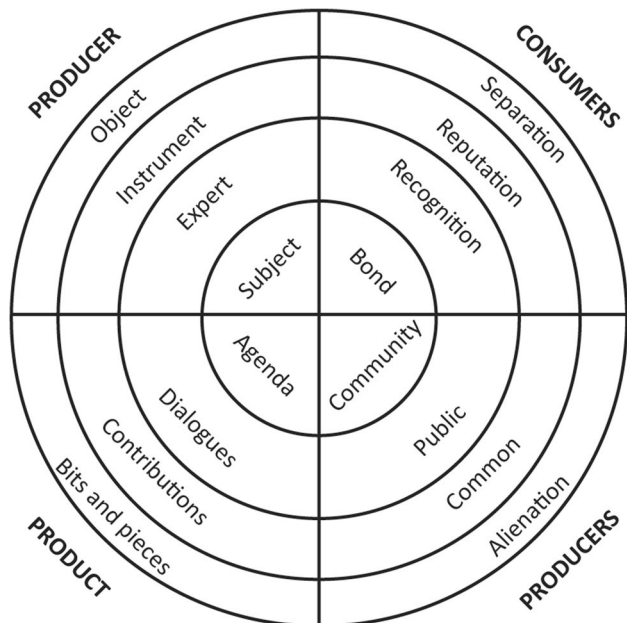 PRODUCER
Object
Instrument
Expert
Subject
CONSUMERS
Separation
Reputation
Recognition
Bond
PRODUCT
Bits and pieces
Contributions
Dialogues
Agenda
PRODUCERS
Alienation
Common
Public
Community